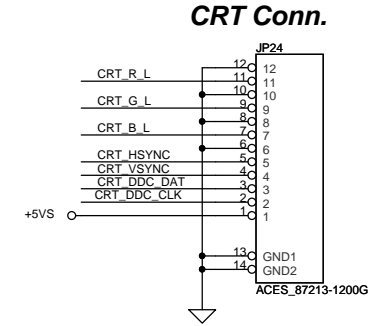 CRT Conn.
JP24
12 12
CRT_R_L 11 11
10 10
CRT_G_L 9 9
8 8
CRT_B_L 7 7
6 6
CRT_HSYNC 5 5
CRT_VSYNC 4 4
CRT_DDC_DAT 3 3
CRT_DDC_CLK 2 2
+5VS 1 1
13 GND1
14 GND2
ACES_87213-1200G